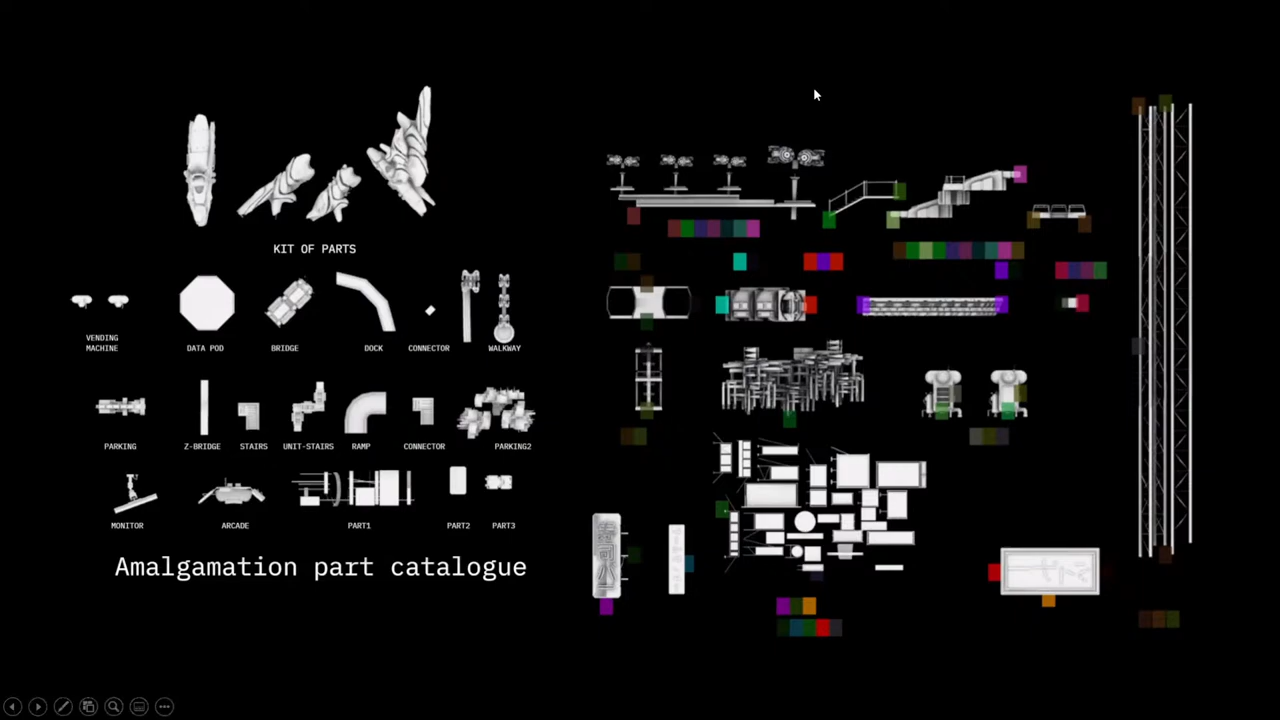 KIT OF PARTS
VENDING
MACHINE
DATA POD
BRIDGE
DOCK
CONNECTOR
WALKWAY
PARKING
Z-BRIDGE
STAIRS
UNIT-STAIRS
RAMP
CONNECTOR
PARKING2
MONITOR
ARCADE
PART1
PART2
PART3
Amalgamation part catalogue